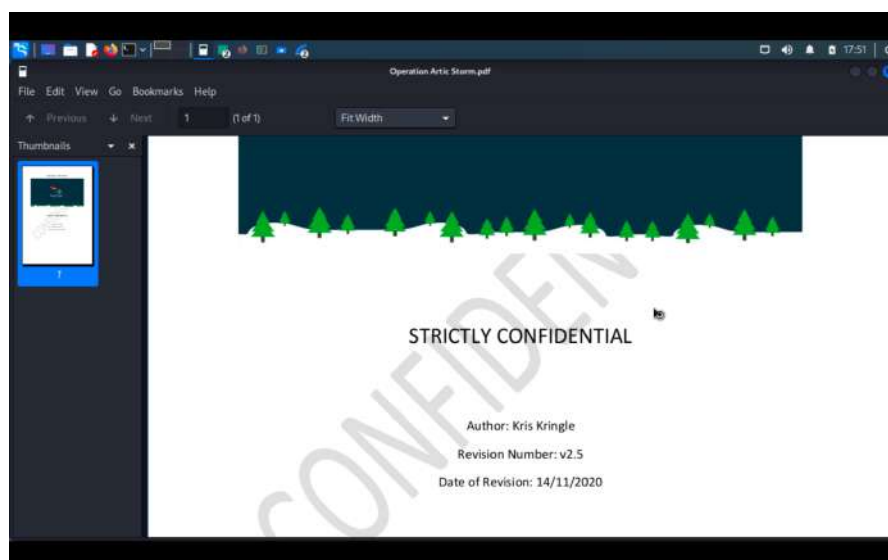 17:51
Operation Artic Storm.pdf
File Edit View Go Bookmarks Help
Previous Next 1 (1 of 1) Fit Width
Thumbnails
1
CONFIDEN
STRICTLY CONFIDENTIAL
Author: Kris Kringle
Revision Number: v2.5
Date of Revision: 14/11/2020